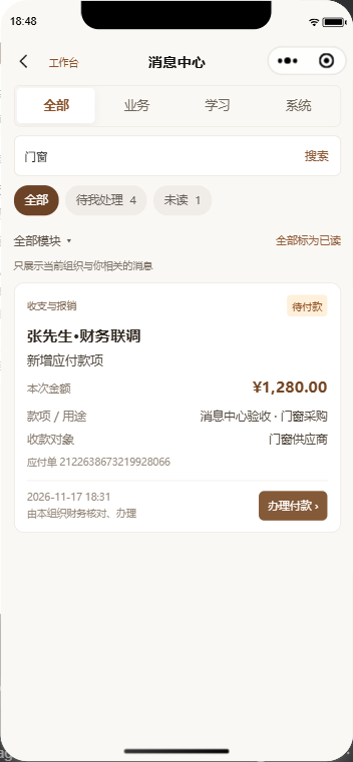 18:48
工作台 消息中心
全部 业务 学习 系统
门窗 搜索
全部 待我处理 4 未读 1
全部模块 全部标为已读
只展示当前组织与你相关的消息
收支与报销 待付款
张先生•财务联调
新增应付款项
本次金额 ¥1,280.00
款项 / 用途 消息中心验收 · 门窗采购
收款对象 门窗供应商
应付单 2122638673219928066
2026-11-17 18:31
由本组织财务核对、办理
办理付款 ›